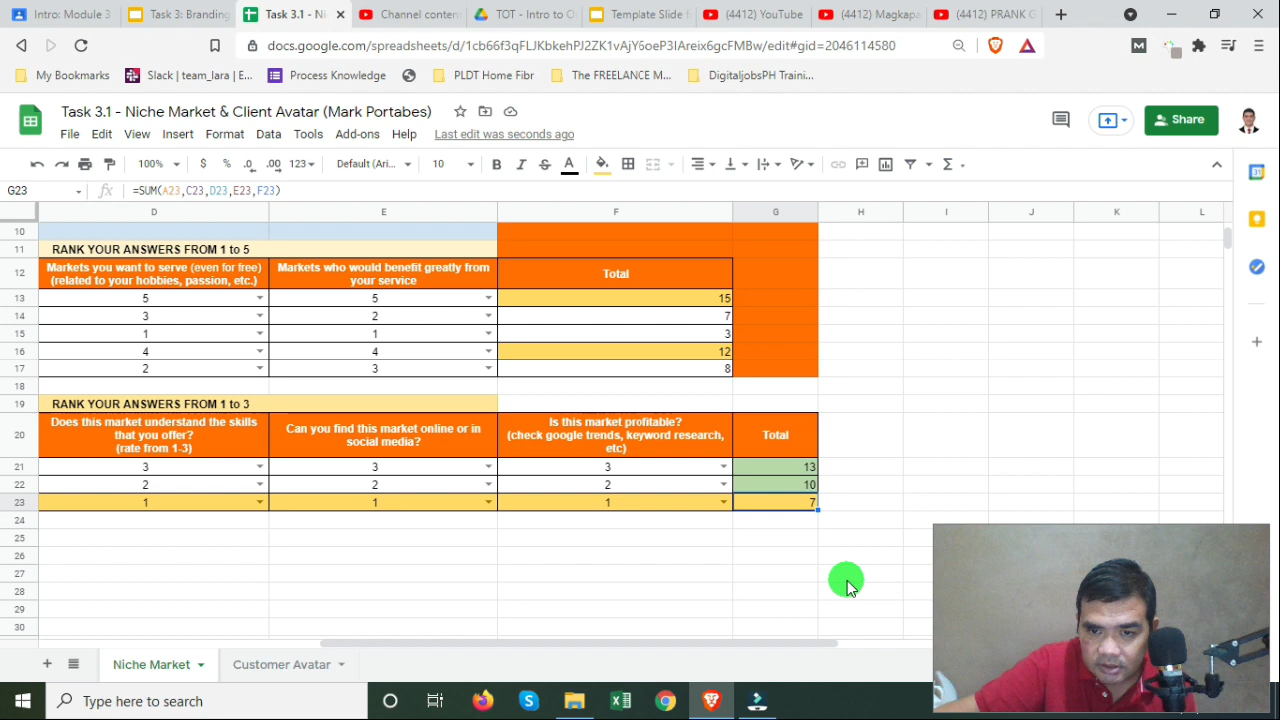 Intro: Module 3
Task 3: Branding
Task 3.1 - Ni
Channel conten
TOT - Intro to O
Template Slide f
(4412) YouTube
(4412) Magkapa
(4412) PRANK G
docs.google.com/spreadsheets/d/1cb66f3qFLJKbkehPJ2ZK1vAjY6oeP3IAreix6gcFMBw/edit#gid=2046114580
My Bookmarks
Slack | team_lara | E...
Process Knowledge
PLDT Home Fibr
The FREELANCE M...
DigitaljobsPH Traini...
Task 3.1 - Niche Market & Client Avatar (Mark Portabes)
File Edit View Insert Format Data Tools Add-ons Help Last edit was seconds ago
Share
100% $ % .0 .00 123 Default (Ari... 10 B I S A
G23 fx =SUM(A23,C23,D23,E23,F23)
D E F G H I J K L
10
11 RANK YOUR ANSWERS FROM 1 to 5
12 Markets you want to serve (even for free)
(related to your hobbies, passion, etc.)
Markets who would benefit greatly from
your service
Total
13 5 5 15
14 3 2 7
15 1 1 3
16 4 4 12
17 2 3 8
18
19 RANK YOUR ANSWERS FROM 1 to 3
20 Does this market understand the skills
that you offer?
(rate from 1-3)
Can you find this market online or in
social media?
Is this market profitable?
(check google trends, keyword research,
etc)
Total
21 3 3 3 13
22 2 2 2 10
23 1 1 1 7
24
25
26
27
28
29
30
Niche Market
Customer Avatar
Type here to search